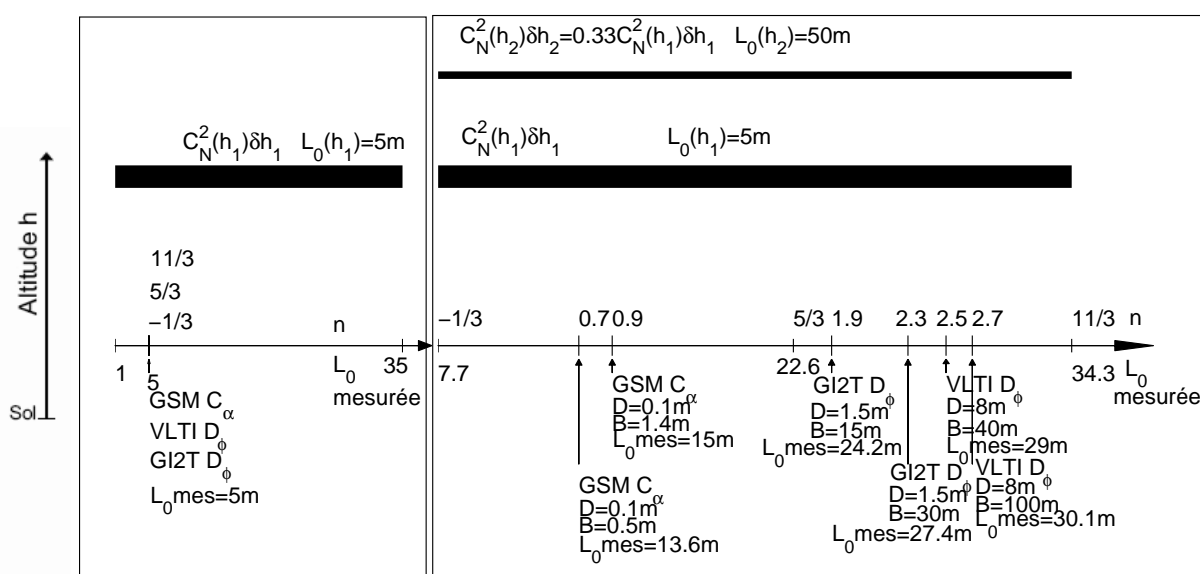 Altitude h
Sol
C_N^2(h_1)δh_1 L_0(h_1)=5m
11/3
5/3
−1/3
n
1
5
35
L_0
mesurée
GSM C_α
VLTI D_ϕ
GI2T D_ϕ
L_0mes=5m
C_N^2(h_2)δh_2=0.33C_N^2(h_1)δh_1 L_0(h_2)=50m
C_N^2(h_1)δh_1 L_0(h_1)=5m
−1/3 0.7 0.9 5/3 1.9 2.3 2.5 2.7 11/3 n
7.7 22.6 34.3 L_0
mesurée
GSM C_α
D=0.1m
B=1.4m
L_0mes=15m
GI2T D_ϕ
D=1.5m
B=15m
L_0mes=24.2m
VLTI D_ϕ
D=8m
B=40m
L_0mes=29m
GSM C_α
D=0.1m
B=0.5m
L_0mes=13.6m
GI2T D_ϕ
D=1.5m
B=30m
L_0mes=27.4m
VLTI D_ϕ
D=8m
B=100m
L_0mes=30.1m